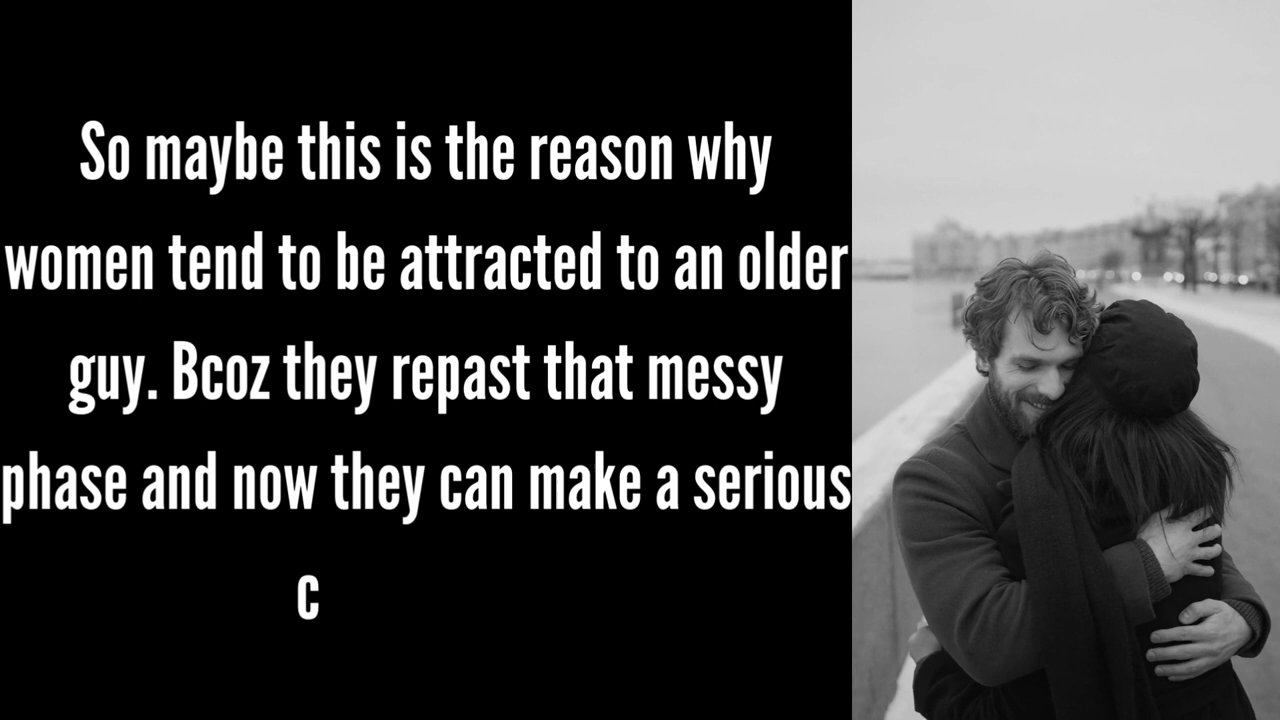 So maybe this is the reason why
women tend to be attracted to an older
guy. Bcoz they repast that messy
phase and now they can make a serious
c